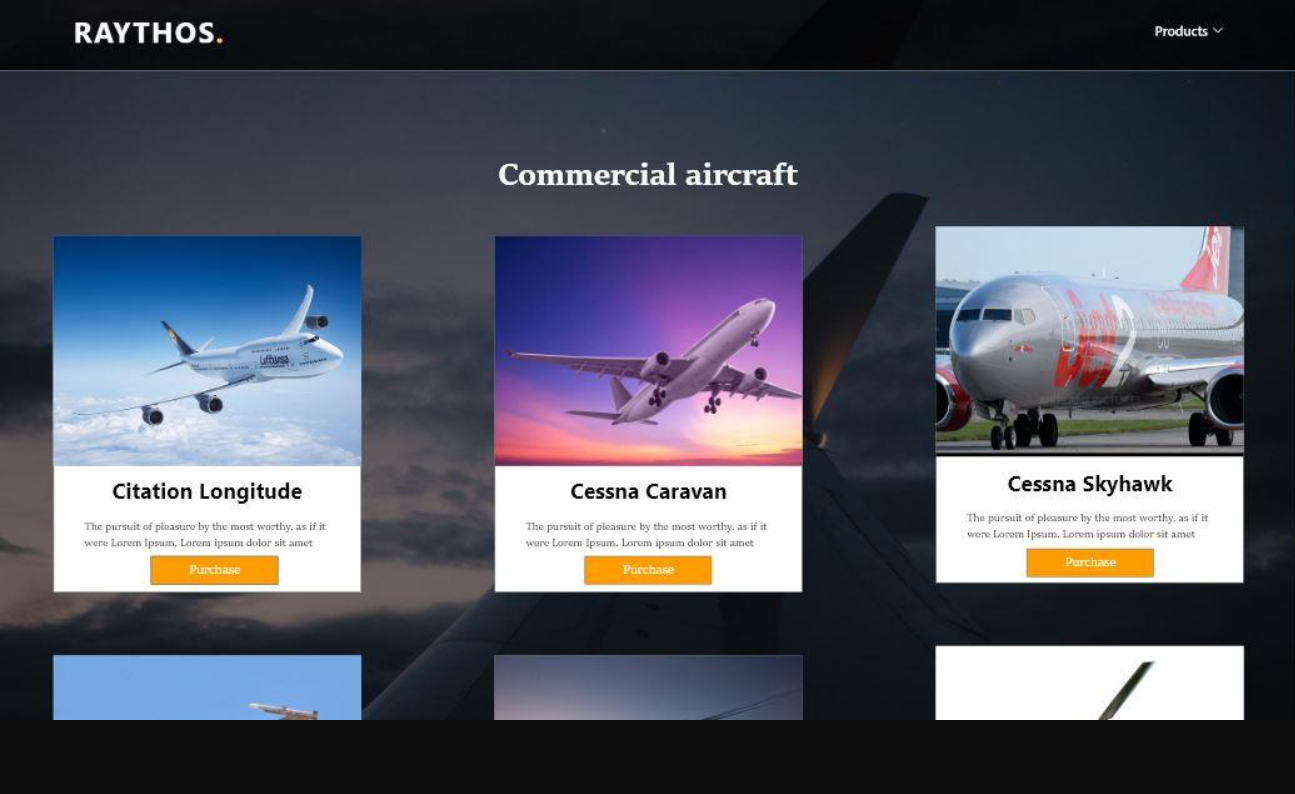 RAYTHOS.
Products
Commercial aircraft
Lufthansa
Citation Longitude
The pursuit of pleasure by the most worthy, as if it
were Lorem Ipsum. Lorem ipsum dolor sit amet
Purchase
Cessna Caravan
The pursuit of pleasure by the most worthy, as if it
were Lorem Ipsum. Lorem ipsum dolor sit amet
Purchase
Cessna Skyhawk
The pursuit of pleasure by the most worthy, as if it
were Lorem Ipsum. Lorem ipsum dolor sit amet
Purchase